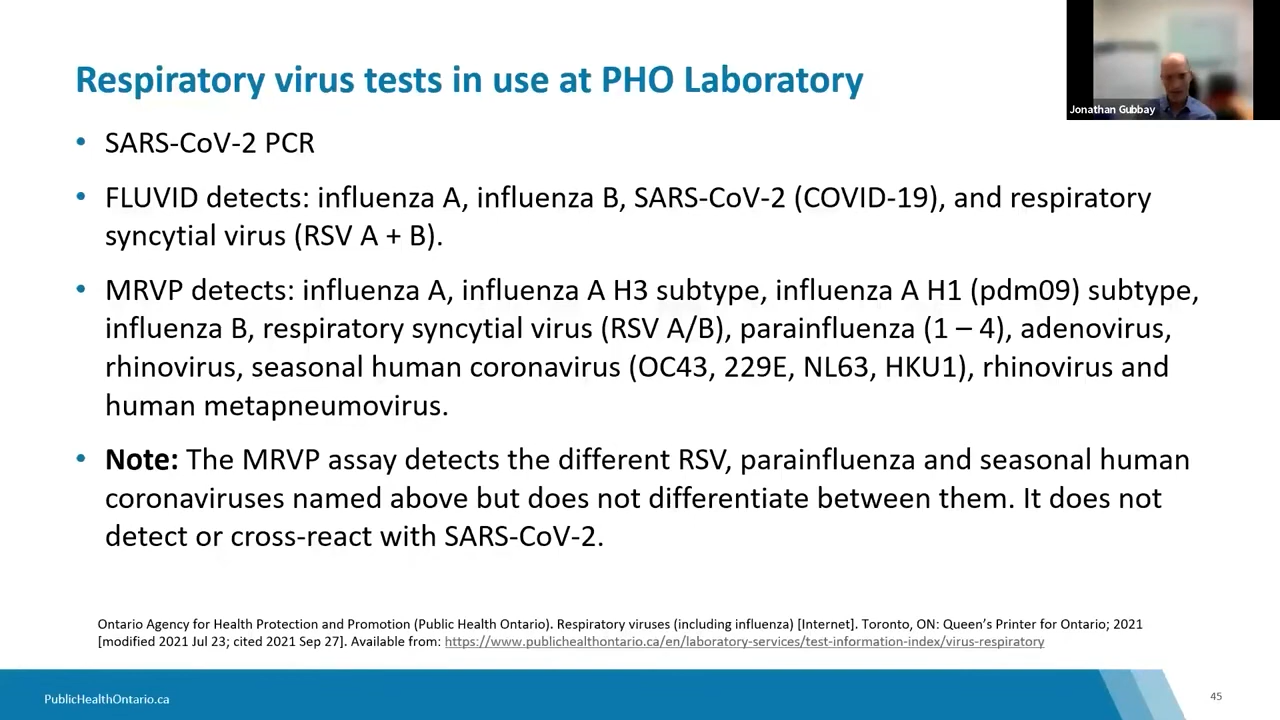 Respiratory virus tests in use at PHO Laboratory
Jonathan Gubbay
• SARS-CoV-2 PCR
• FLUVID detects: influenza A, influenza B, SARS-CoV-2 (COVID-19), and respiratory
syncytial virus (RSV A + B).
• MRVP detects: influenza A, influenza A H3 subtype, influenza A H1 (pdm09) subtype,
influenza B, respiratory syncytial virus (RSV A/B), parainfluenza (1 – 4), adenovirus,
rhinovirus, seasonal human coronavirus (OC43, 229E, NL63, HKU1), rhinovirus and
human metapneumovirus.
• Note: The MRVP assay detects the different RSV, parainfluenza and seasonal human
coronaviruses named above but does not differentiate between them. It does not
detect or cross-react with SARS-CoV-2.
Ontario Agency for Health Protection and Promotion (Public Health Ontario). Respiratory viruses (including influenza) [Internet]. Toronto, ON: Queen’s Printer for Ontario; 2021
[modified 2021 Jul 23; cited 2021 Sep 27]. Available from: https://www.publichealthontario.ca/en/laboratory-services/test-information-index/virus-respiratory
PublicHealthOntario.ca
45